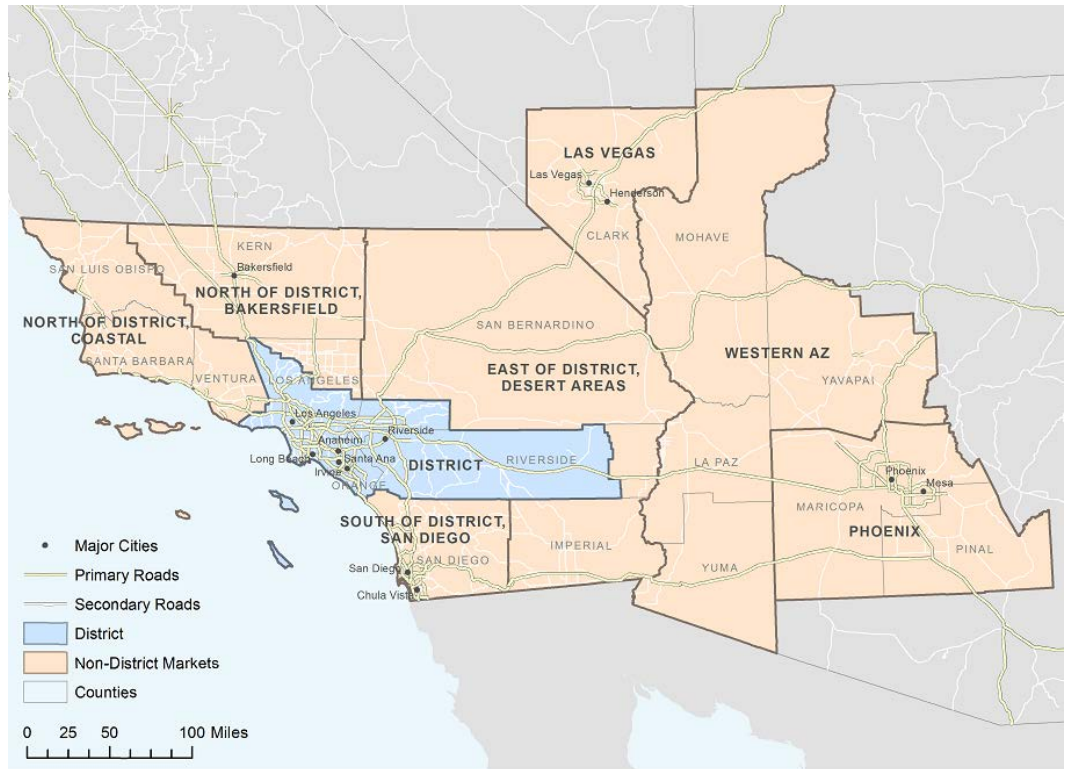 LAS VEGAS
Las Vegas
Henderson
CLARK
MOHAVE
KERN
Bakersfield
SAN LUIS OBISPO
NORTH OF DISTRICT,
BAKERSFIELD
NORTH OF DISTRICT,
COASTAL
SAN BERNARDINO
SANTA BARBARA
VENTURA
LOS ANGELES
EAST OF DISTRICT,
DESERT AREAS
WESTERN AZ
YAVAPAI
Los Angeles
Anaheim
Riverside
Long Beach
Santa Ana
Irvine
ORANGE
DISTRICT
RIVERSIDE
LA PAZ
Phoenix
Mesa
MARICOPA
PHOENIX
PINAL
SOUTH OF DISTRICT,
SAN DIEGO
SAN DIEGO
IMPERIAL
YUMA
San Diego
Chula Vista
Major Cities
Primary Roads
Secondary Roads
District
Non-District Markets
Counties
0 25 50 100 Miles